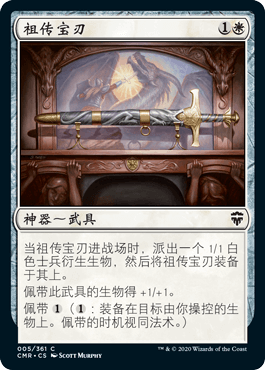 祖传宝刃 1
神器～武具
当祖传宝刃进战场时，派出一个 1/1 白
色士兵衍生生物，然后将祖传宝刃装备
于其上。
佩带此武具的生物得 +1/+1。
佩带 1（1：装备在目标由你操控的生
物上。佩带的时机视同法术。）
005/361 C
CMR • CS SCOTT MURPHY
™ & © 2020 Wizards of the Coast